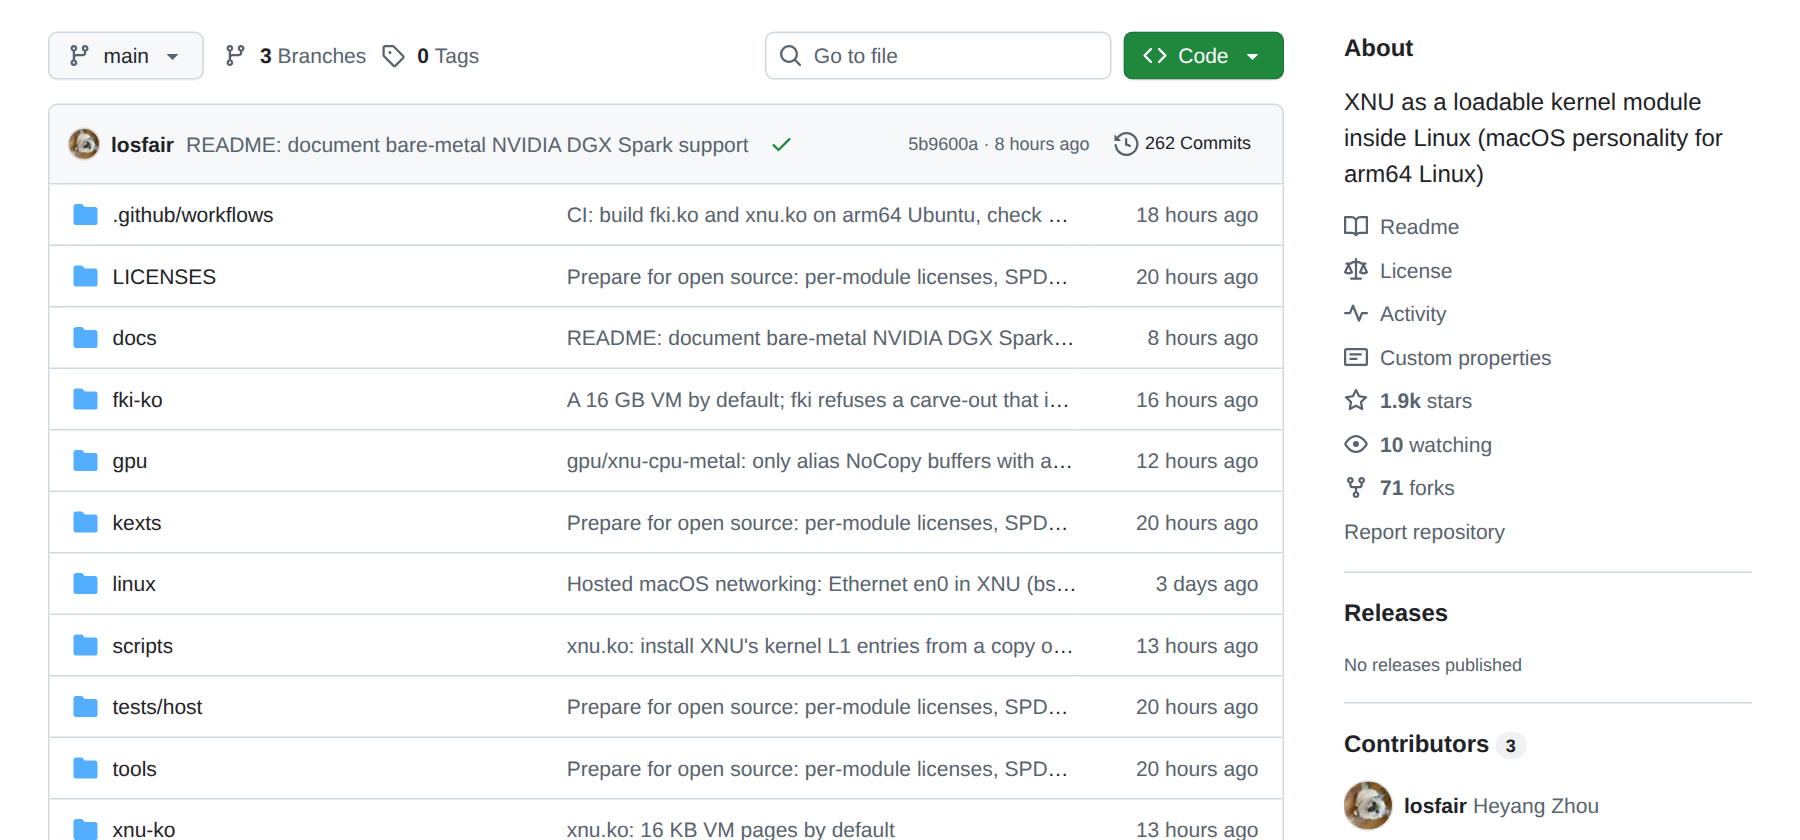 main 3 Branches 0 Tags Go to file Code
losfair README: document bare-metal NVIDIA DGX Spark support 5b9600a · 8 hours ago 262 Commits
.github/workflows CI: build fki.ko and xnu.ko on arm64 Ubuntu, check … 18 hours ago
LICENSES Prepare for open source: per-module licenses, SPD… 20 hours ago
docs README: document bare-metal NVIDIA DGX Spark… 8 hours ago
fki-ko A 16 GB VM by default; fki refuses a carve-out that i… 16 hours ago
gpu gpu/xnu-cpu-metal: only alias NoCopy buffers with a… 12 hours ago
kexts Prepare for open source: per-module licenses, SPD… 20 hours ago
linux Hosted macOS networking: Ethernet en0 in XNU (bs… 3 days ago
scripts xnu.ko: install XNU's kernel L1 entries from a copy o… 13 hours ago
tests/host Prepare for open source: per-module licenses, SPD… 20 hours ago
tools Prepare for open source: per-module licenses, SPD… 20 hours ago
xnu-ko xnu.ko: 16 KB VM pages by default 13 hours ago
About
XNU as a loadable kernel module
inside Linux (macOS personality for
arm64 Linux)
Readme
License
Activity
Custom properties
1.9k stars
10 watching
71 forks
Report repository
Releases
No releases published
Contributors 3
losfair Heyang Zhou